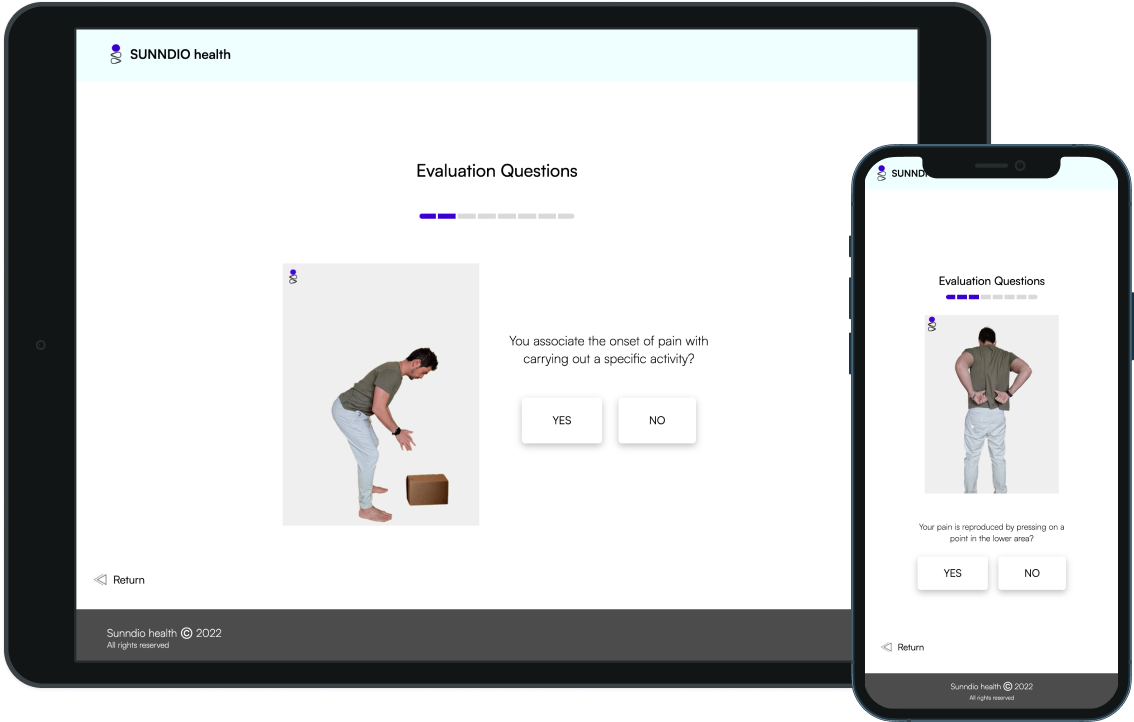 SUNNDIO health
Evaluation Questions
You associate the onset of pain with
carrying out a specific activity?
YES
NO
Return
Sunndio health © 2022
All rights reserved
Evaluation Questions
Your pain is reproduced by pressing on a
point in the lower area?
YES
NO
Return
Sunndio health © 2022
All rights reserved